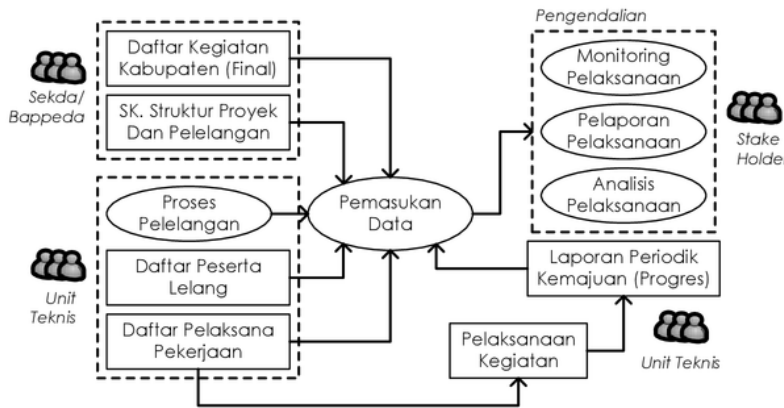 Pengendalian
Daftar Kegiatan
Kabupaten (Final)
Sekda/
Bappeda
SK. Struktur Proyek
Dan Pelelangan
Monitoring
Pelaksanaan
Pelaporan
Pelaksanaan
Analisis
Pelaksanaan
Stake
Holder
Proses
Pelelangan
Pemasukan
Data
Unit
Teknis
Daftar Peserta
Lelang
Daftar Pelaksana
Pekerjaan
Laporan Periodik
Kemajuan (Progres)
Pelaksanaan
Kegiatan
Unit Teknis